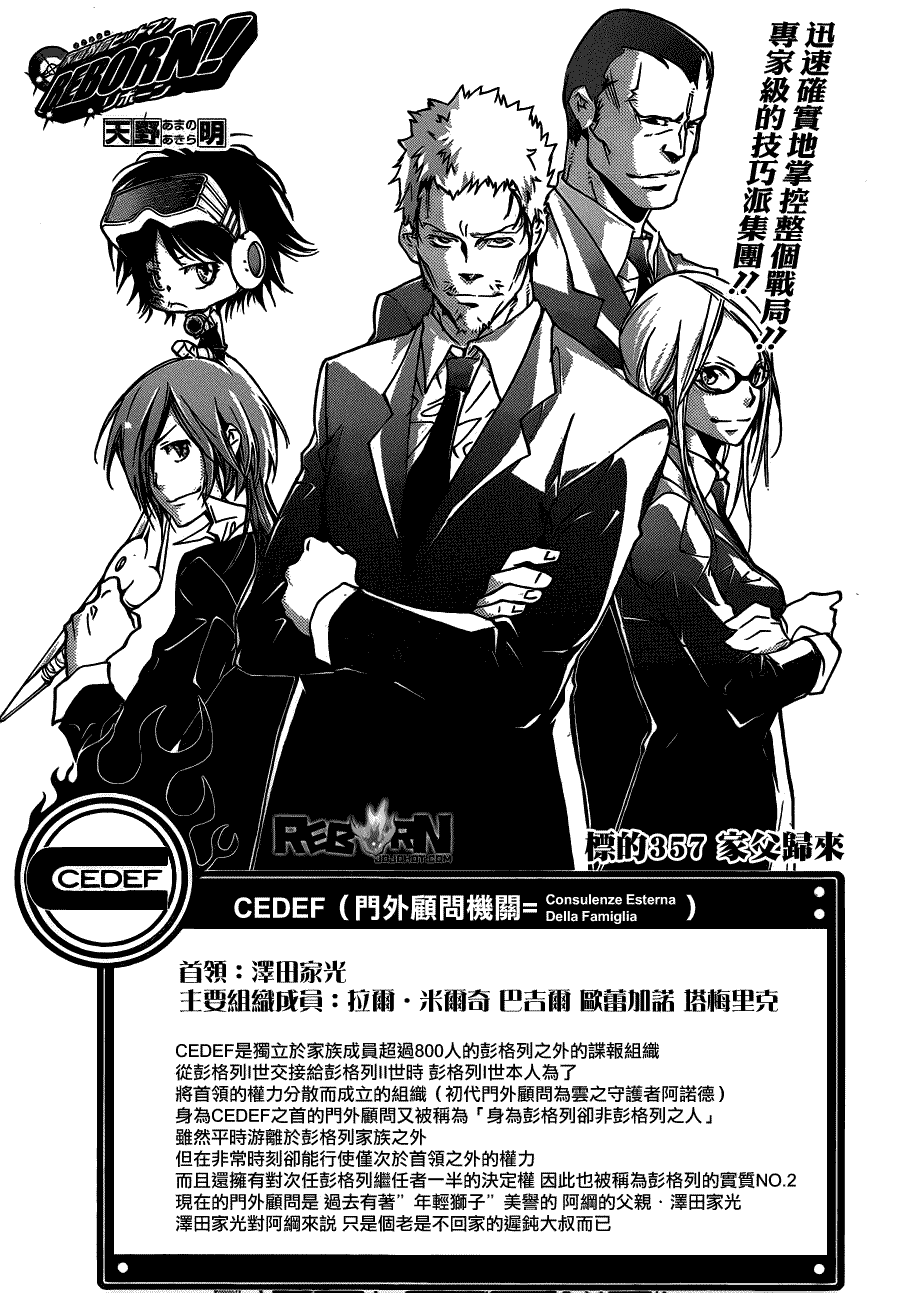 家庭教師ヒットマン
REBORN!
リボーン
天野明
あまの
あきら
迅速確實地掌控整個戰局!!
專家級的技巧派集團!!
REBORN
JOJOHOT.COM
標的357 家父歸來
CEDEF
CEDEF（門外顧問機關= Consulenze Esterna
Della Famiglia ）
首領：澤田家光
主要組織成員：拉爾·米爾奇 巴吉爾 歐蕾加諾 塔梅里克
CEDEF是獨立於家族成員超過800人的彭格列之外的諜報組織
從彭格列I世交接給彭格列II世時 彭格列I世本人為了
將首領的權力分散而成立的組織（初代門外顧問為雲之守護者阿諾德）
身為CEDEF之首的門外顧問又被稱為「身為彭格列卻非彭格列之人」
雖然平時游離於彭格列家族之外
但在非常時刻卻能行使僅次於首領之外的權力
而且還擁有對次任彭格列繼任者一半的決定權 因此也被稱為彭格列的實質NO.2
現在的門外顧問是 過去有著”年輕獅子”美譽的 阿綱的父親·澤田家光
澤田家光對阿綱來説 只是個老是不回家的遲鈍大叔而已